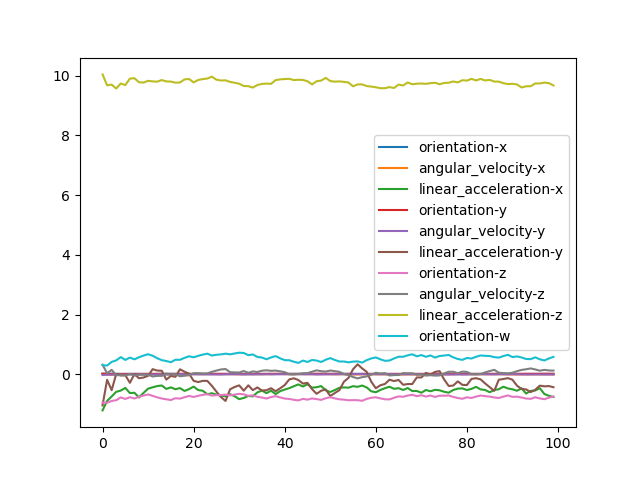 10
8
6
4
2
0
orientation-x
angular_velocity-x
linear_acceleration-x
orientation-y
angular_velocity-y
linear_acceleration-y
orientation-z
angular_velocity-z
linear_acceleration-z
orientation-w
0 20 40 60 80 100